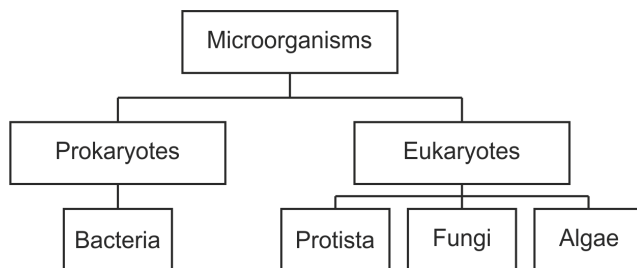 Microorganisms
Prokaryotes
Eukaryotes
Bacteria
Protista
Fungi
Algae